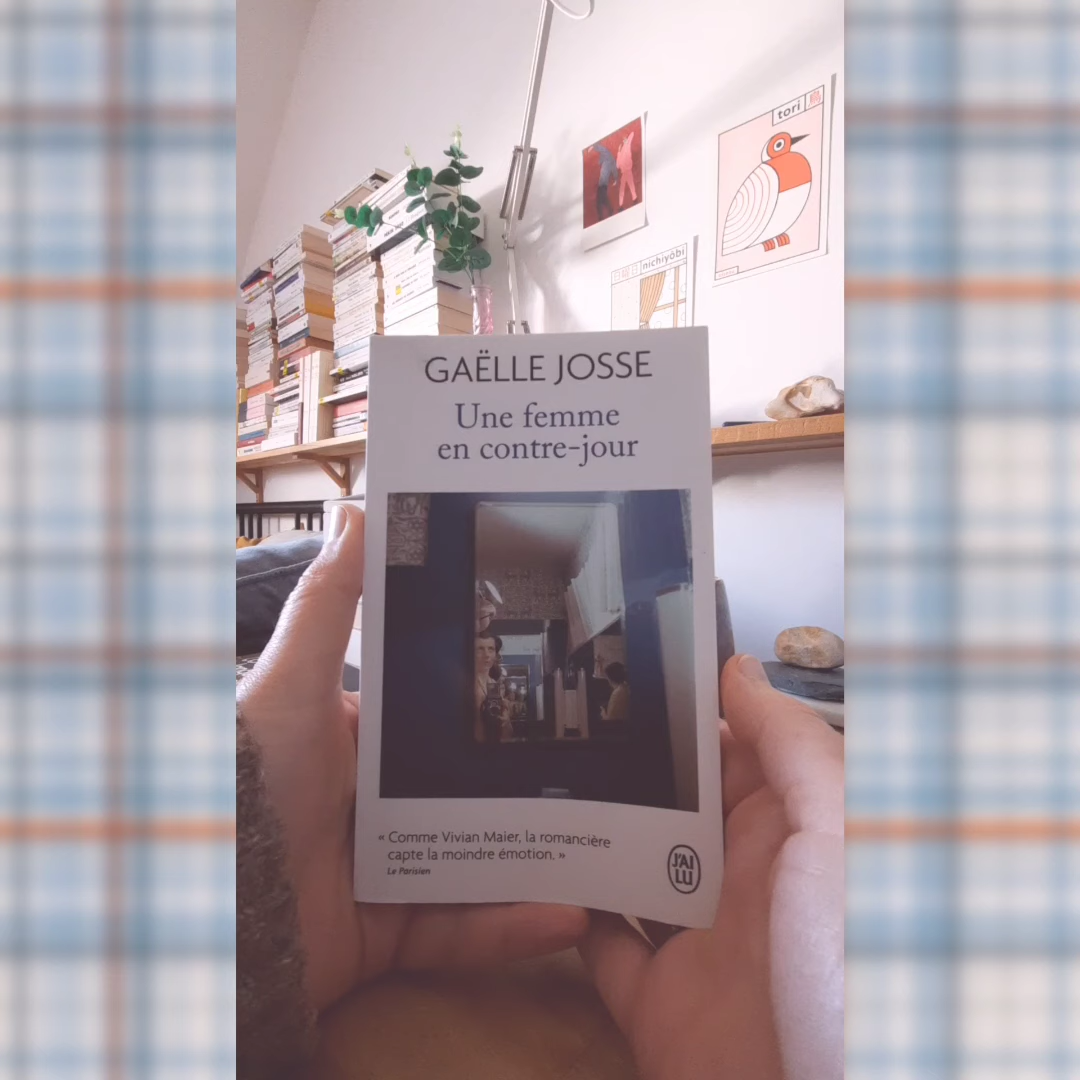 tori
nichiyōbi
GAËLLE JOSSE
Une femme
en contre-jour
« Comme Vivian Maier, la romancière
capte la moindre émotion. »
Le Parisien
J'AI
LU